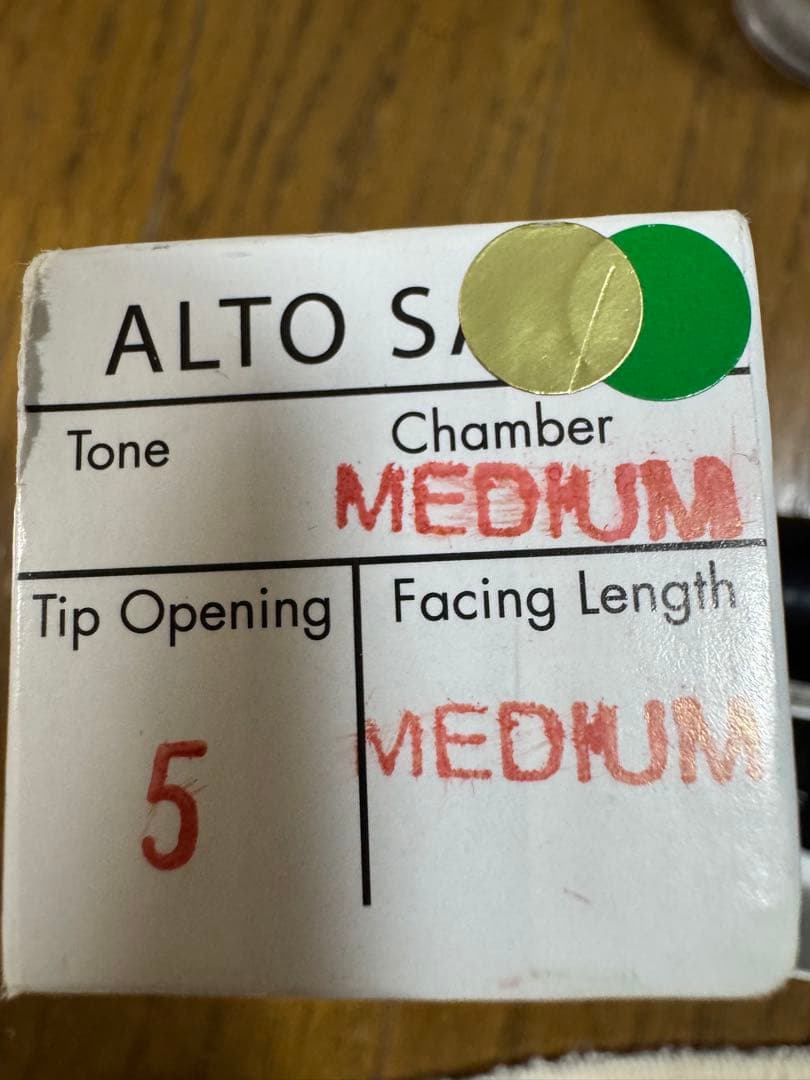 ALTO SA
Tone
Chamber
MEDIUM
Tip Opening
Facing Length
5
MEDIUM